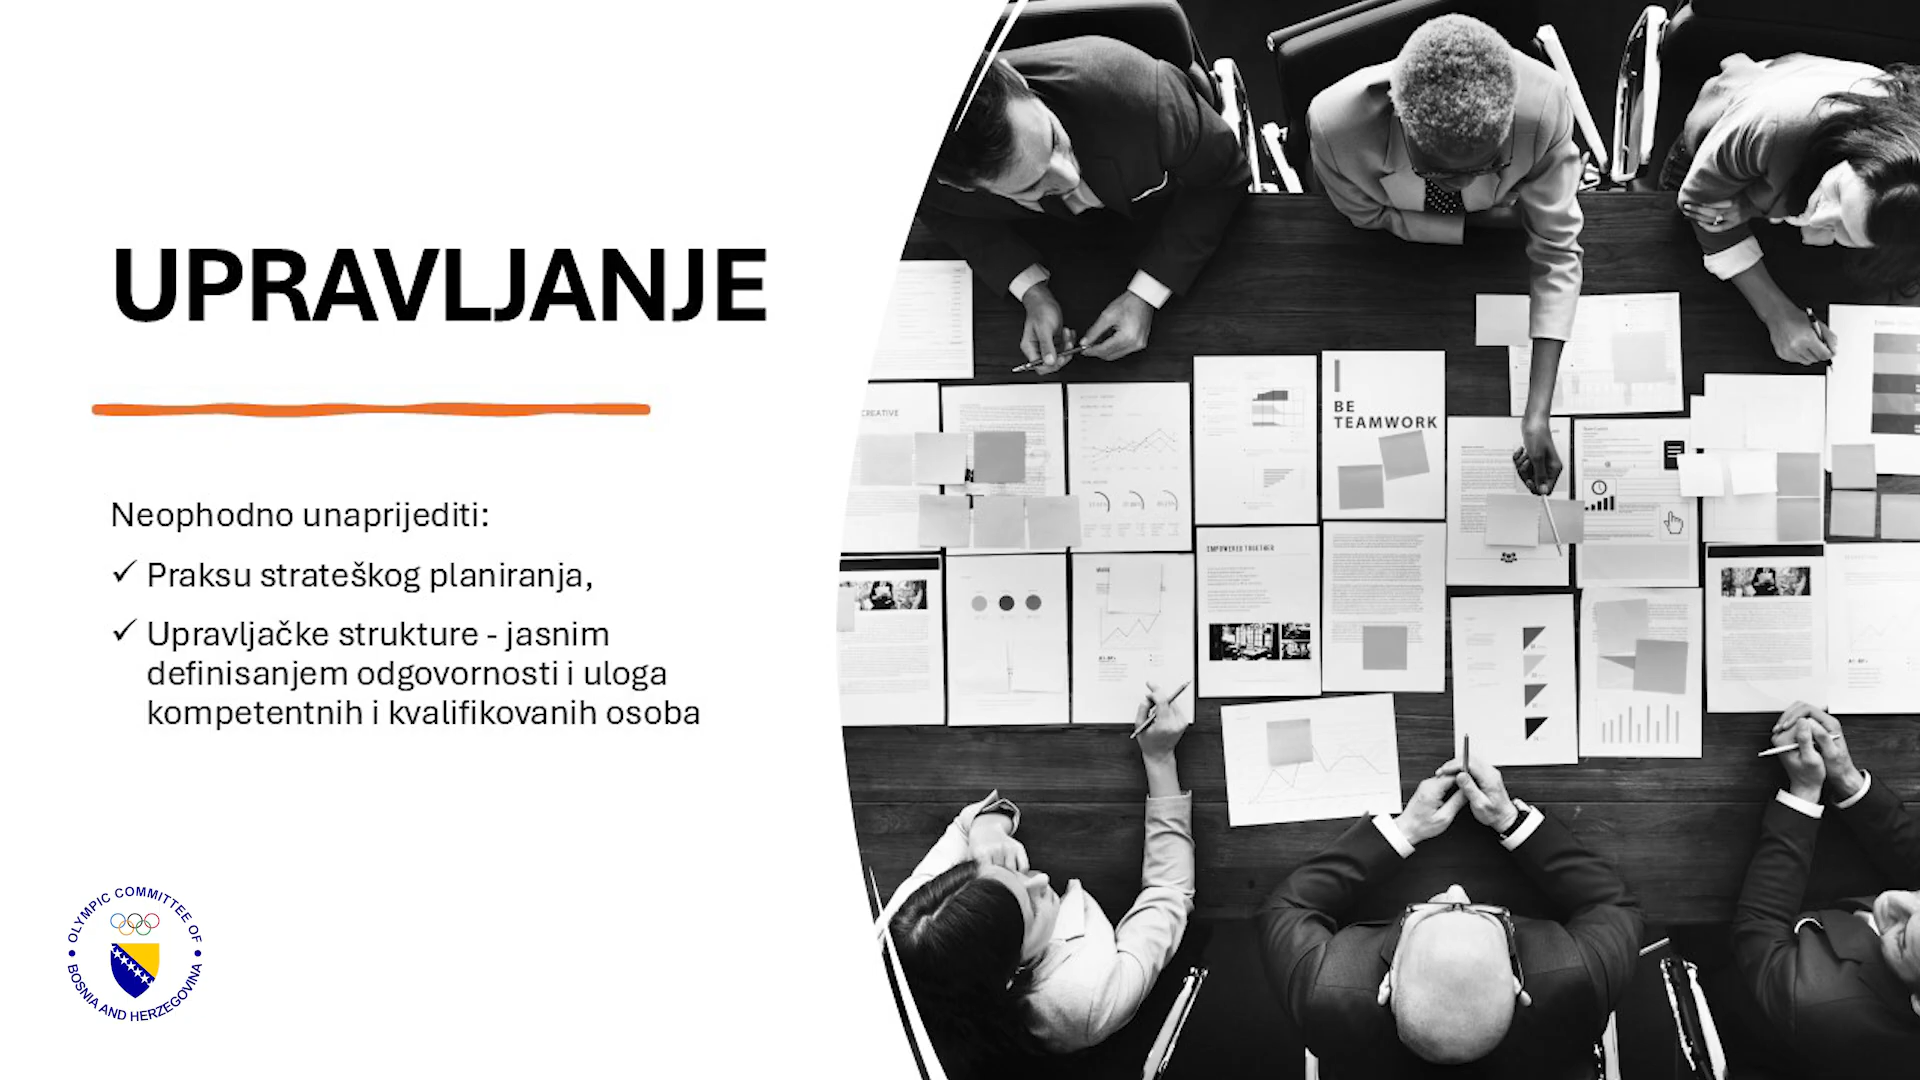 UPRAVLJANJE
Neophodno unaprijediti:
✓ Praksu strateškog planiranja,
✓ Upravljačke strukture - jasnim
definisanjem odgovornosti i uloga
kompetentnih i kvalifikovanih osoba
OLYMPIC COMMITTEE OF
BOSNIA AND HERZEGOVINA
CREATIVE
BE
TEAMWORK
EMPOWERED TOGETHER